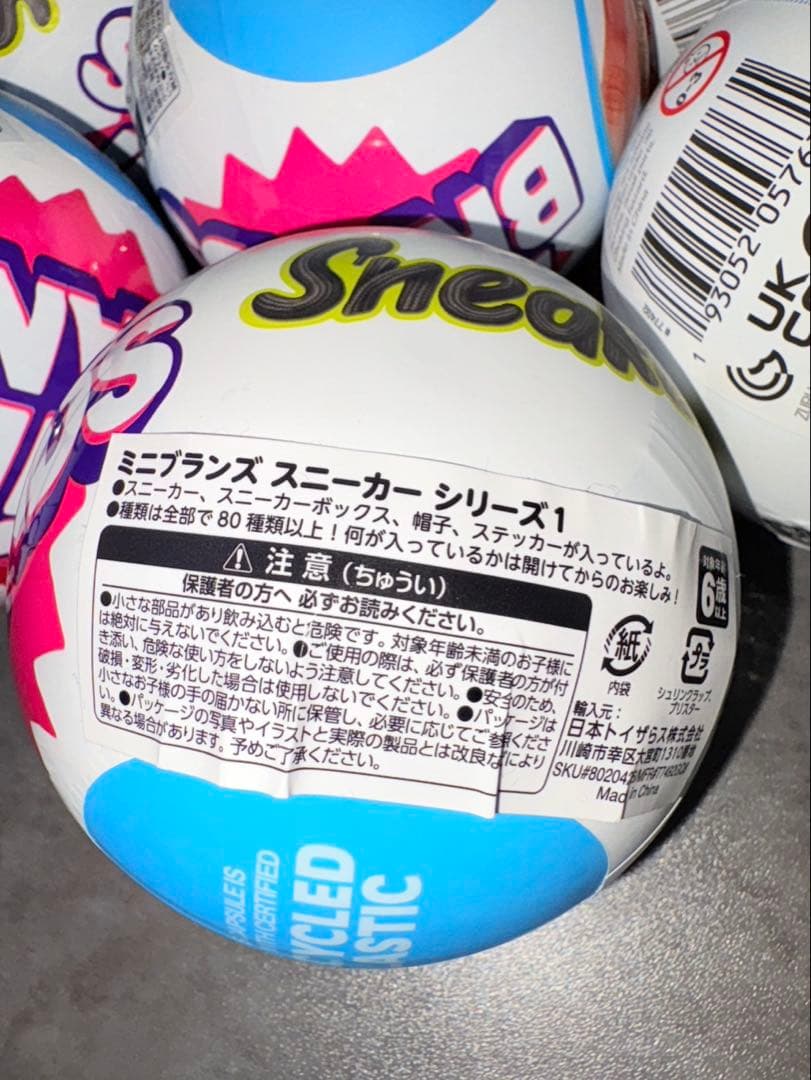 0-3
1 93052 0576
# 774
UK
Sneak
ミニブランズ スニーカー シリーズ1
●スニーカー、スニーカーボックス、帽子、ステッカーが入っているよ。
●種類は全部で 80 種類以上！何が入っているかは開けてからのお楽しみ！
対象年齢
6歳以上
注意(ちゅうい)
保護者の方へ 必ずお読みください。
●小さな部品があり飲み込むと危険です。対象年齢未満のお子様に
は絶対に与えないでください。●ご使用の際は、必ず保護者の方が付
き添い、危険な使い方をしないよう注意してください。●安全のため、
破損・変形・劣化した場合は使用しないでください。●パッケージは
小さなお子様の手の届かない所に保管し、必要に応じてご参照くださ
い。●パッケージの写真やイラストと実際の製品とは改良などにより
異なる場合があります。予めご了承ください。
紙
内袋
プラ
シュリンクラップ、
ブリスター
輸入元：
日本トイザらス株式会社
川崎市幸区大宮町1310番地
Made in China
CAPSULE IS
CERTIFIED
CYCLED
ASTIC